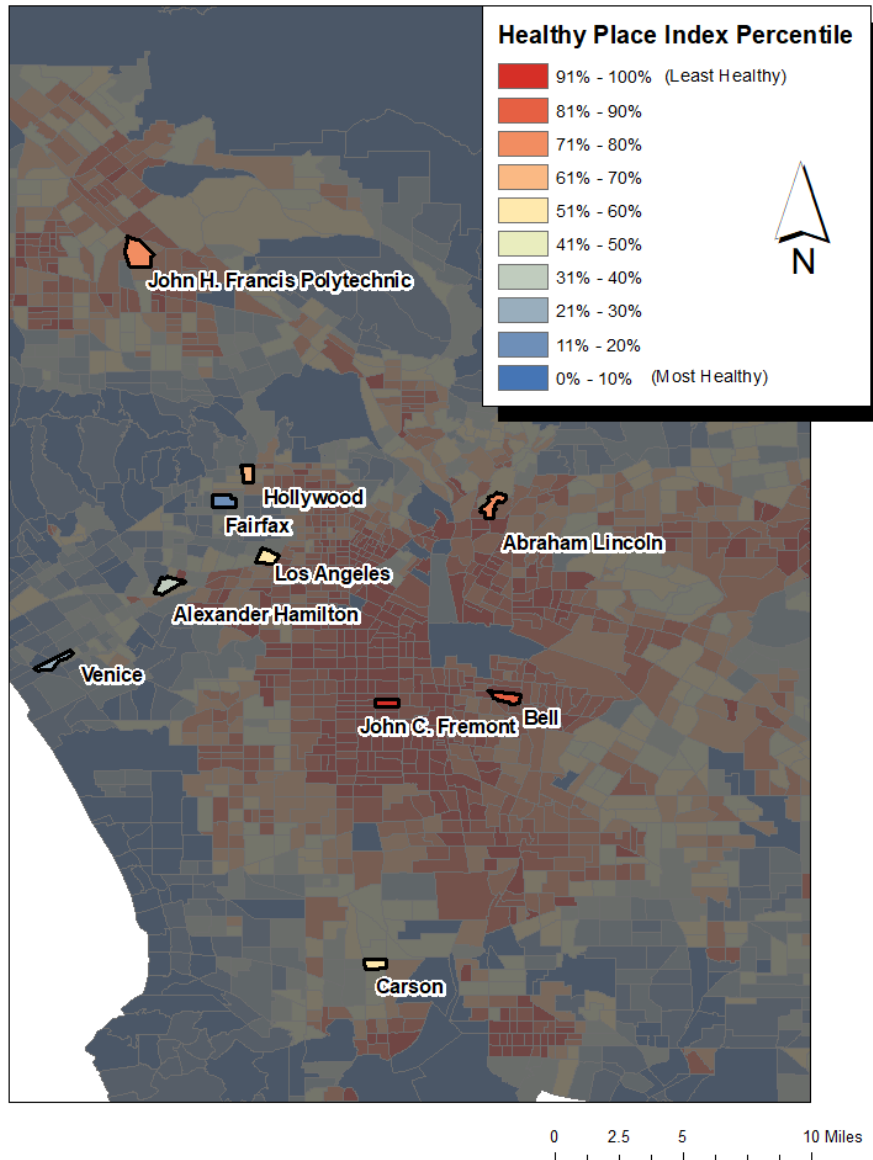 Healthy Place Index Percentile
91% - 100% (Least Healthy)
81% - 90%
71% - 80%
61% - 70%
51% - 60%
41% - 50%
31% - 40%
21% - 30%
11% - 20%
0% - 10% (Most Healthy)
N
John H. Francis Polytechnic
Hollywood
Fairfax
Abraham Lincoln
Los Angeles
Alexander Hamilton
Venice
Bell
John C. Fremont
Carson
0 2.5 5 10 Miles